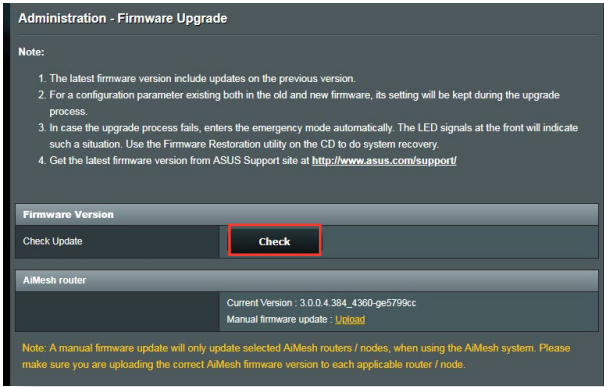 Administration - Firmware Upgrade
Note:
1. The latest firmware version include updates on the previous version.
2. For a configuration parameter existing both in the old and new firmware, its setting will be kept during the upgrade
process.
3. In case the upgrade process fails, enters the emergency mode automatically. The LED signals at the front will indicate
such a situation. Use the Firmware Restoration utility on the CD to do system recovery.
4. Get the latest firmware version from ASUS Support site at http://www.asus.com/support/
Firmware Version
Check Update Check
AiMesh router
Current Version : 3.0.0.4.384_4360-ge5799cc
Manual firmware update : Upload
Note: A manual firmware update will only update selected AiMesh routers / nodes, when using the AiMesh system. Please
make sure you are uploading the correct AiMesh firmware version to each applicable router / node.